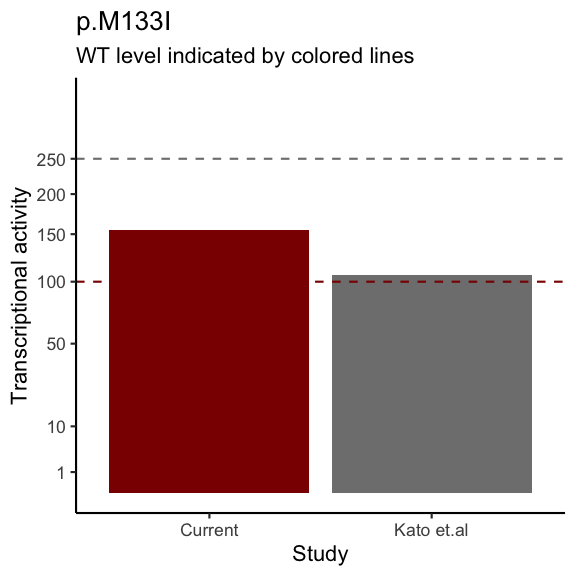 p.M133I
WT level indicated by colored lines
Transcriptional activity
250
200
150
100
50
10
1
Current
Kato et.al
Study